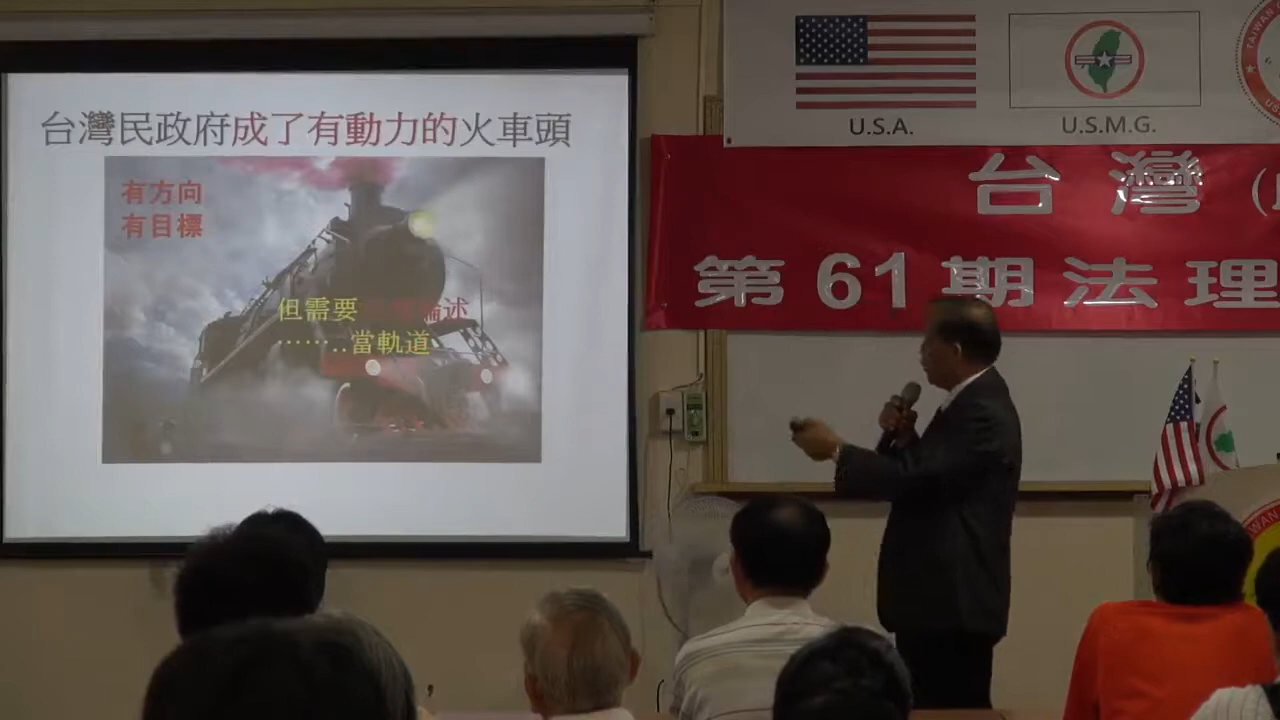 台灣民政府成了有動力的火車頭
有方向
有目標
但需要 論述
........當軌道
U.S.A.
U.S.M.G.
台灣(
第61期法理
TAIWAN